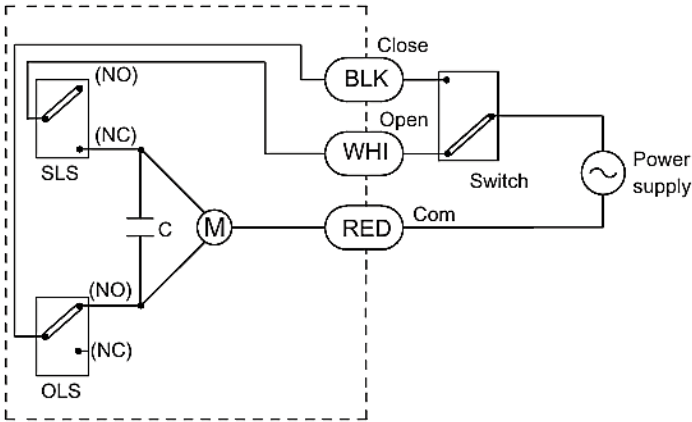 Close
BLK
(NO)
Open
(NC)
WHI
SLS
Switch
Power
supply
C
M
RED
Com
(NO)
(NC)
OLS